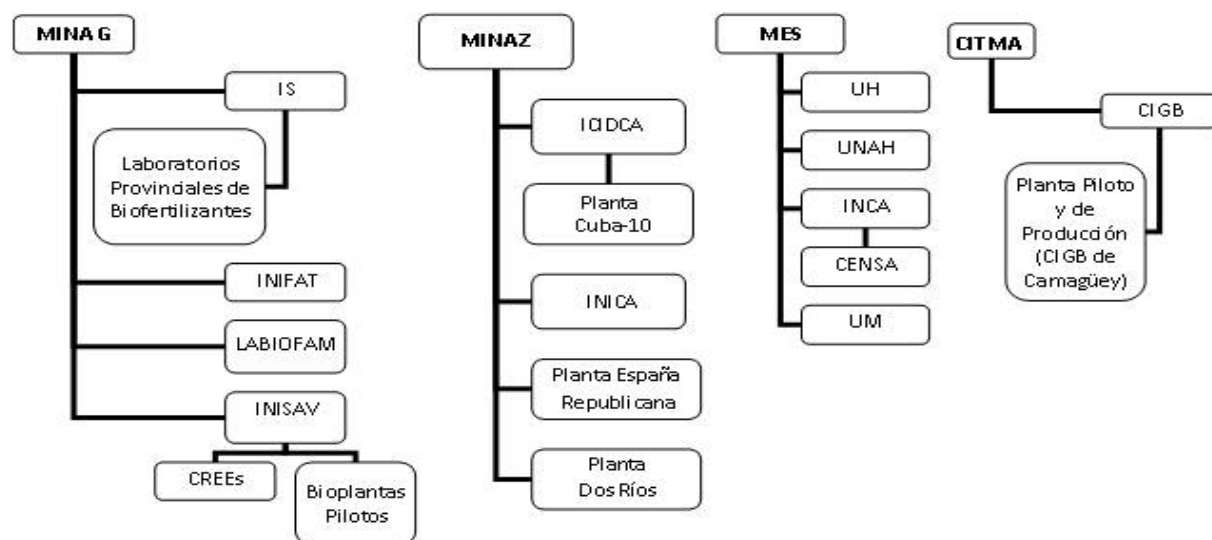 MINAG
IS
Laboratorios
Provinciales de
Biofertilizantes
INIFAT
LABIOFAM
INISAV
CREEs
Bioplantas
Pilotos
MINAZ
ICIDCA
Planta
Cuba-10
INICA
Planta España
Republicana
Planta
Dos Ríos
MES
UH
UNAH
INCA
CENSA
UM
CITMA
CIGB
Planta Piloto
y de
Producción
(CIGB de
Camagüey)